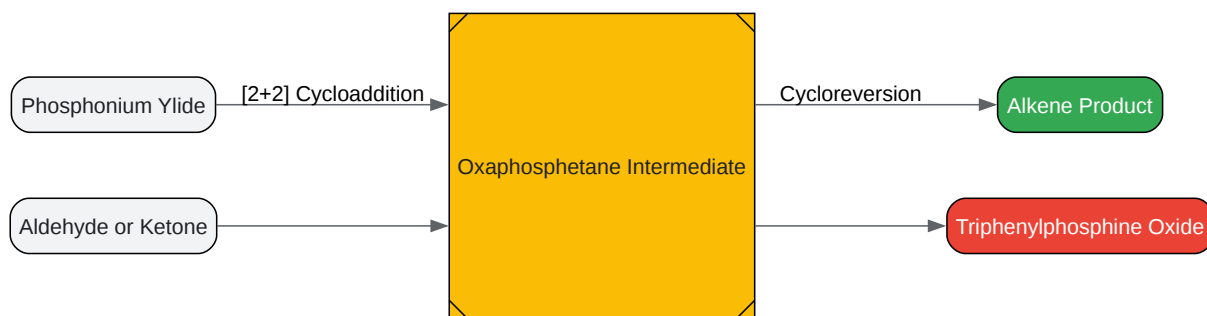 Phosphonium Ylide
[2+2] Cycloaddition
Cycloreversion
Alkene Product
Oxaphosphetane Intermediate
Aldehyde or Ketone
Triphenylphosphine Oxide